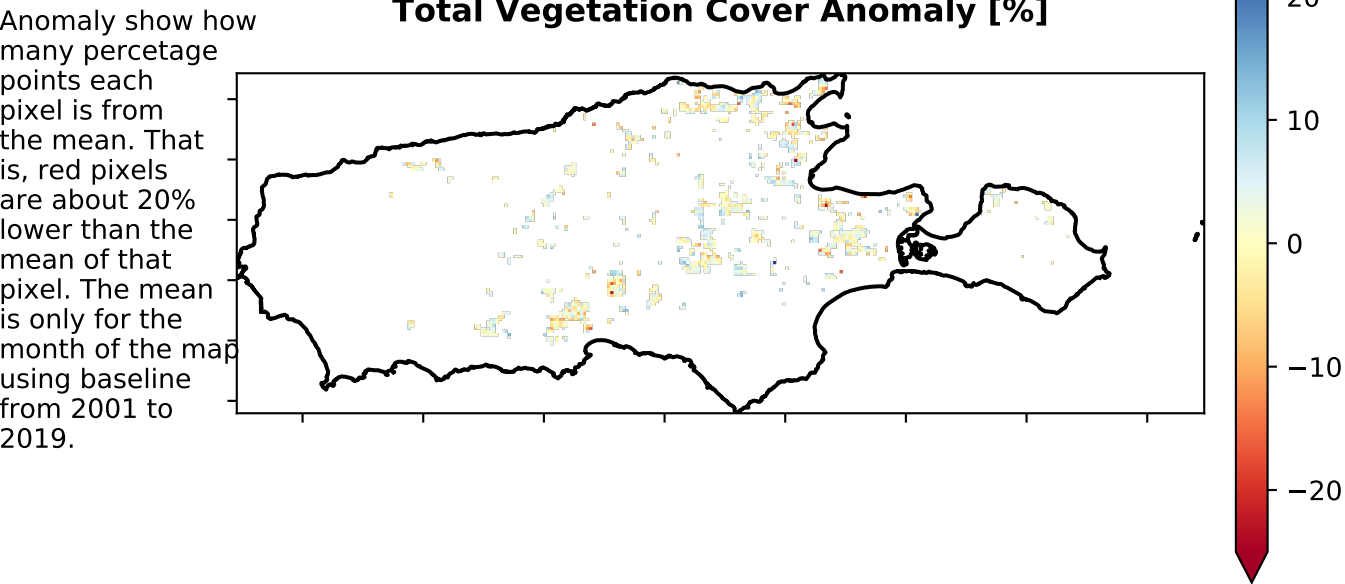 Total Vegetation Cover Anomaly [%]
Anomaly show how
many percetage
points each
pixel is from
the mean. That
is, red pixels
are about 20%
lower than the
mean of that
pixel. The mean
is only for the
month of the map
using baseline
from 2001 to
2019.
20
10
0
−10
−20